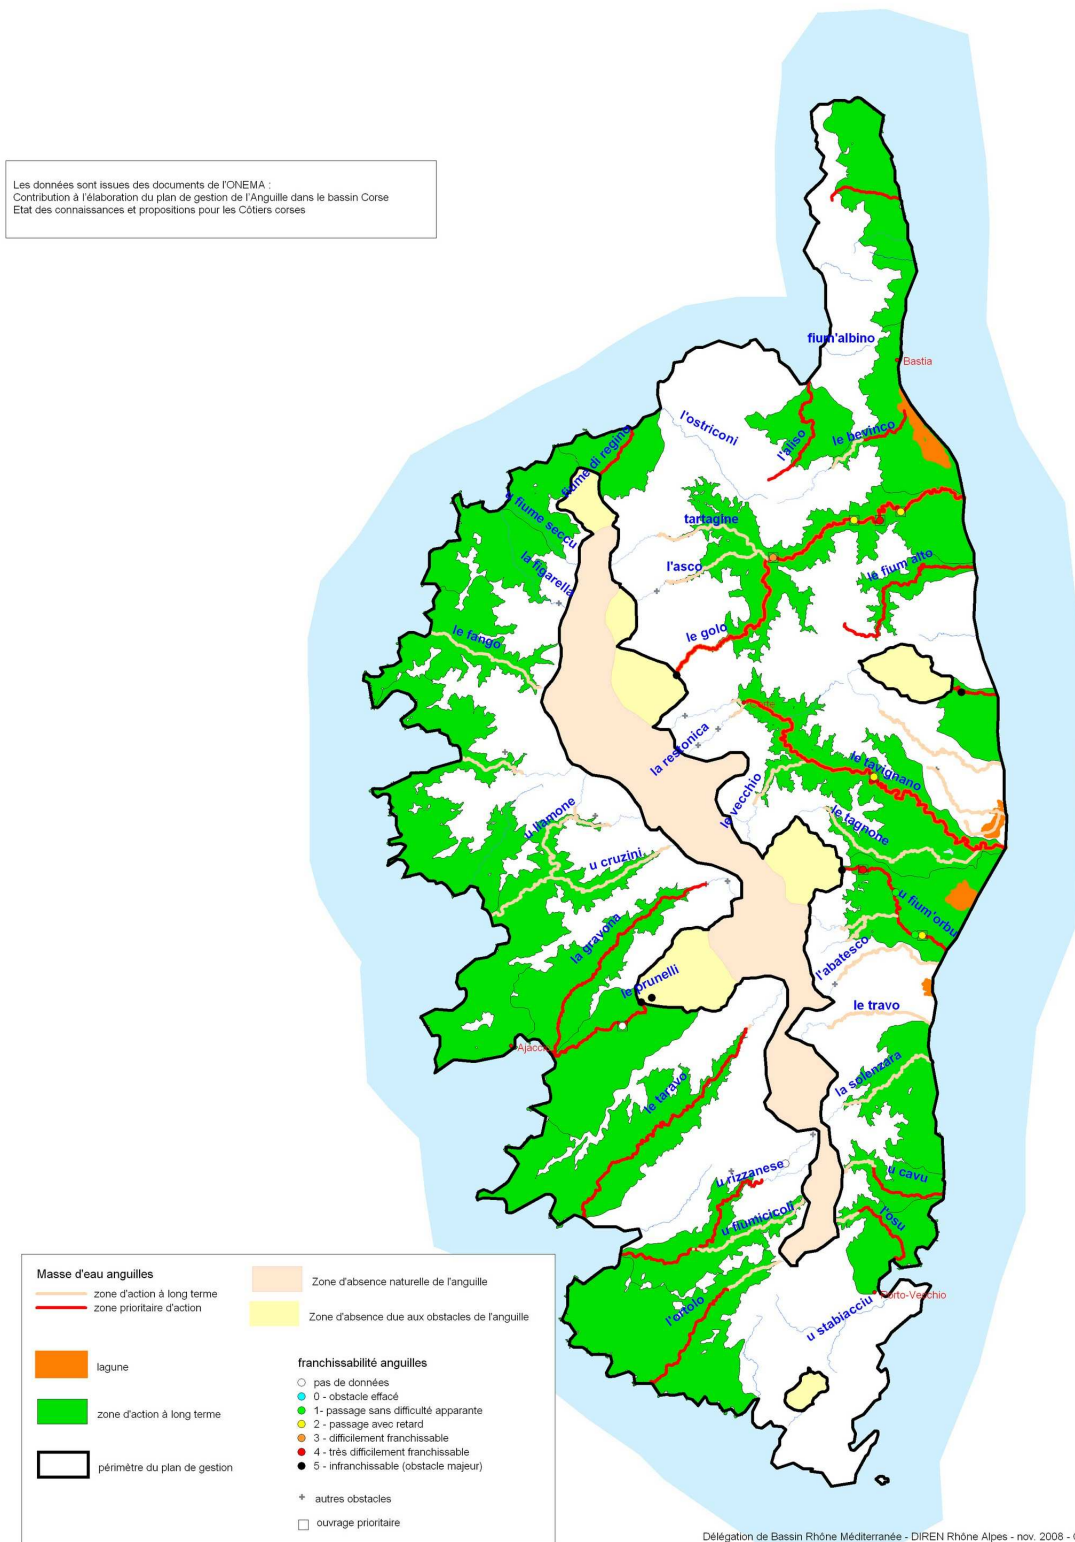 Les données sont issues des documents de l'ONEMA :
Contribution à l'élaboration du plan de gestion de l'Anguille dans le bassin Corse
Etat des connaissances et propositions pour les Côtiers corses
fium'albino
Bastia
l'ostriconi
l'aliso
le bevinco
fiume di regino
u fiume seccu
tartagine
la figarella
l'asco
le fium alto
le golo
le fango
la restonica
le vecchio
le tavignano
le tagnone
u liamone
u cruzini
u fium'orbu
la gravona
l'abatesco
le prunelli
le travo
Ajaccio
la solenzara
le taravo
u rizzanese
u cavu
u fiumicicoli
l'osu
l'ortolo
Porto-Vecchio
u stabiacciu
Masse d'eau anguilles
zone d'action à long terme
zone prioritaire d'action
Zone d'absence naturelle de l'anguille
Zone d'absence due aux obstacles de l'anguille
lagune
zone d'action à long terme
périmètre du plan de gestion
franchissabilité anguilles
pas de données
0 - obstacle effacé
1- passage sans difficulté apparante
2 - passage avec retard
3 - difficilement franchissable
4 - très difficilement franchissable
5 - infranchissable (obstacle majeur)
autres obstacles
ouvrage prioritaire
Délégation de Bassin Rhône Méditerranée - DIREN Rhône Alpes - nov. 2008 -